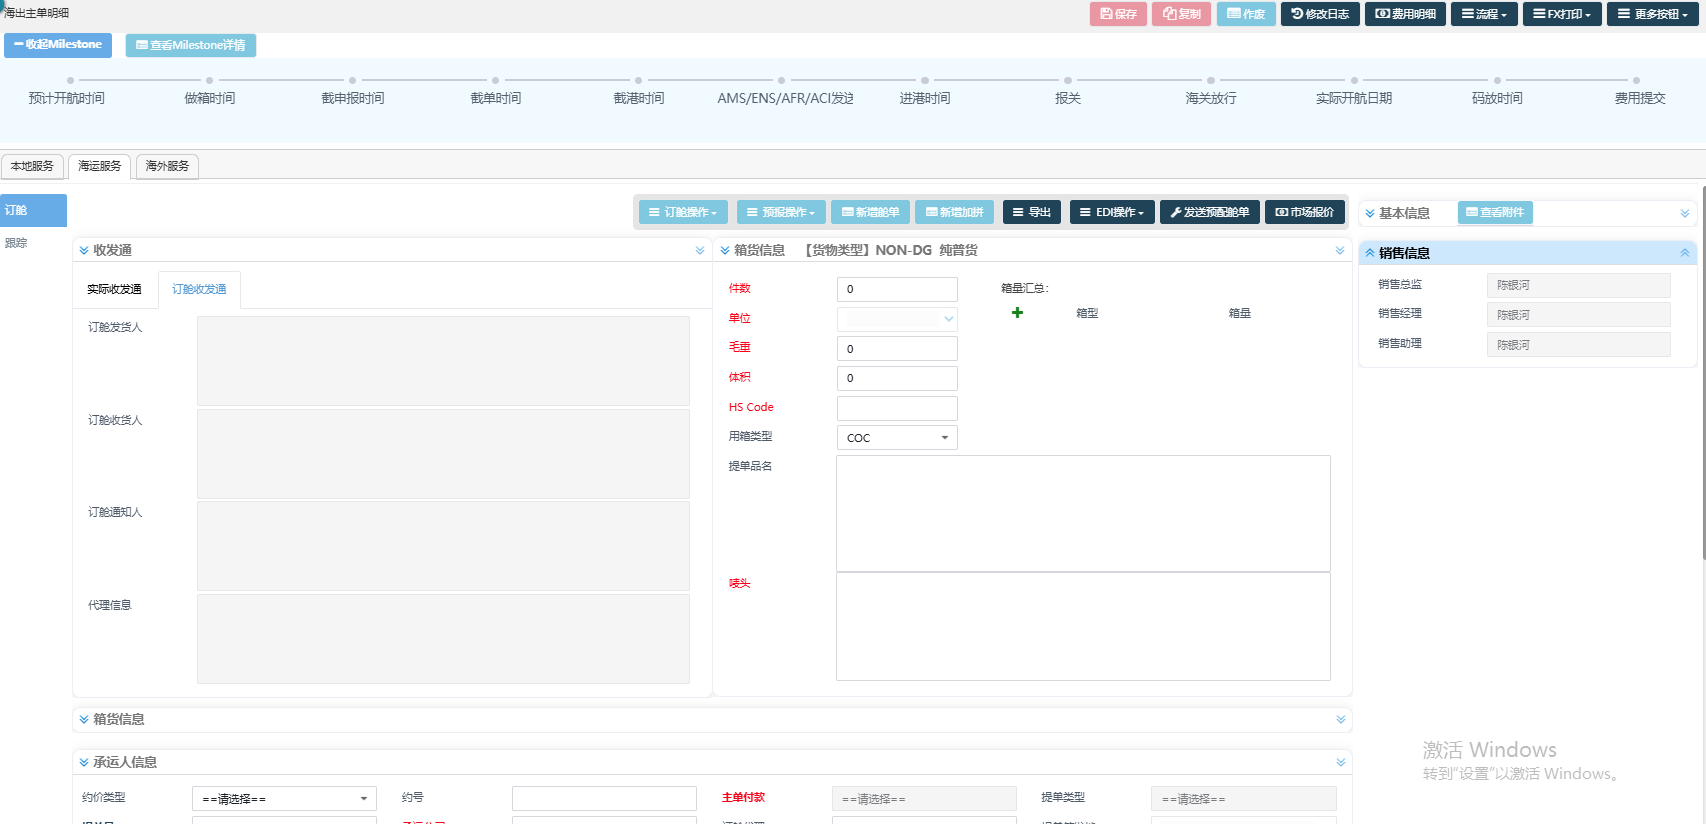 海出主单明细
保存
复制
作废
修改日志
费用明细
流程
FX打印
更多按钮
收起Milestone
查看Milestone详情
预计开航时间
做箱时间
截申报时间
截单时间
截港时间
AMS/ENS/AFR/ACI发送
进港时间
报关
海关放行
实际开航日期
码放时间
费用提交
本地服务
海运服务
海外服务
订舱
跟踪
订舱操作
预报操作
新增舱单
新增加拼
导出
EDI操作
发送预配舱单
市场报价
基本信息
查看附件
收发通
箱货信息 【货物类型】NON-DG 纯普货
销售信息
实际收发通
订舱收发通
件数
0
箱量汇总:
销售总监
陈银河
订舱发货人
单位
箱型
箱量
销售经理
陈银河
毛重
0
销售助理
陈银河
体积
0
HS Code
订舱收货人
用箱类型
COC
提单品名
订舱通知人
唛头
代理信息
箱货信息
承运人信息
约价类型
==请选择==
约号
主单付款
==请选择==
提单类型
==请选择==
激活 Windows
转到"设置"以激活 Windows。